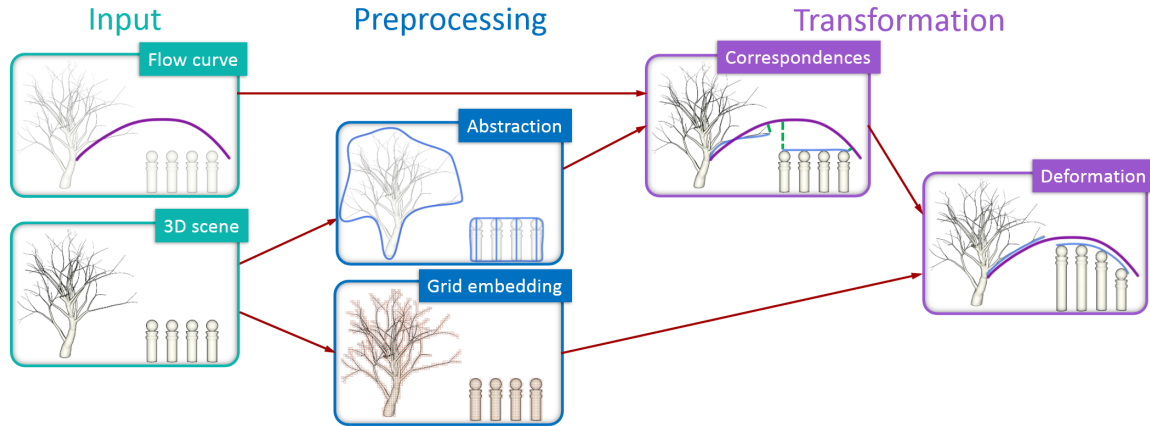 Input
Preprocessing
Transformation
Flow curve
Correspondences
Abstraction
Deformation
3D scene
Grid embedding